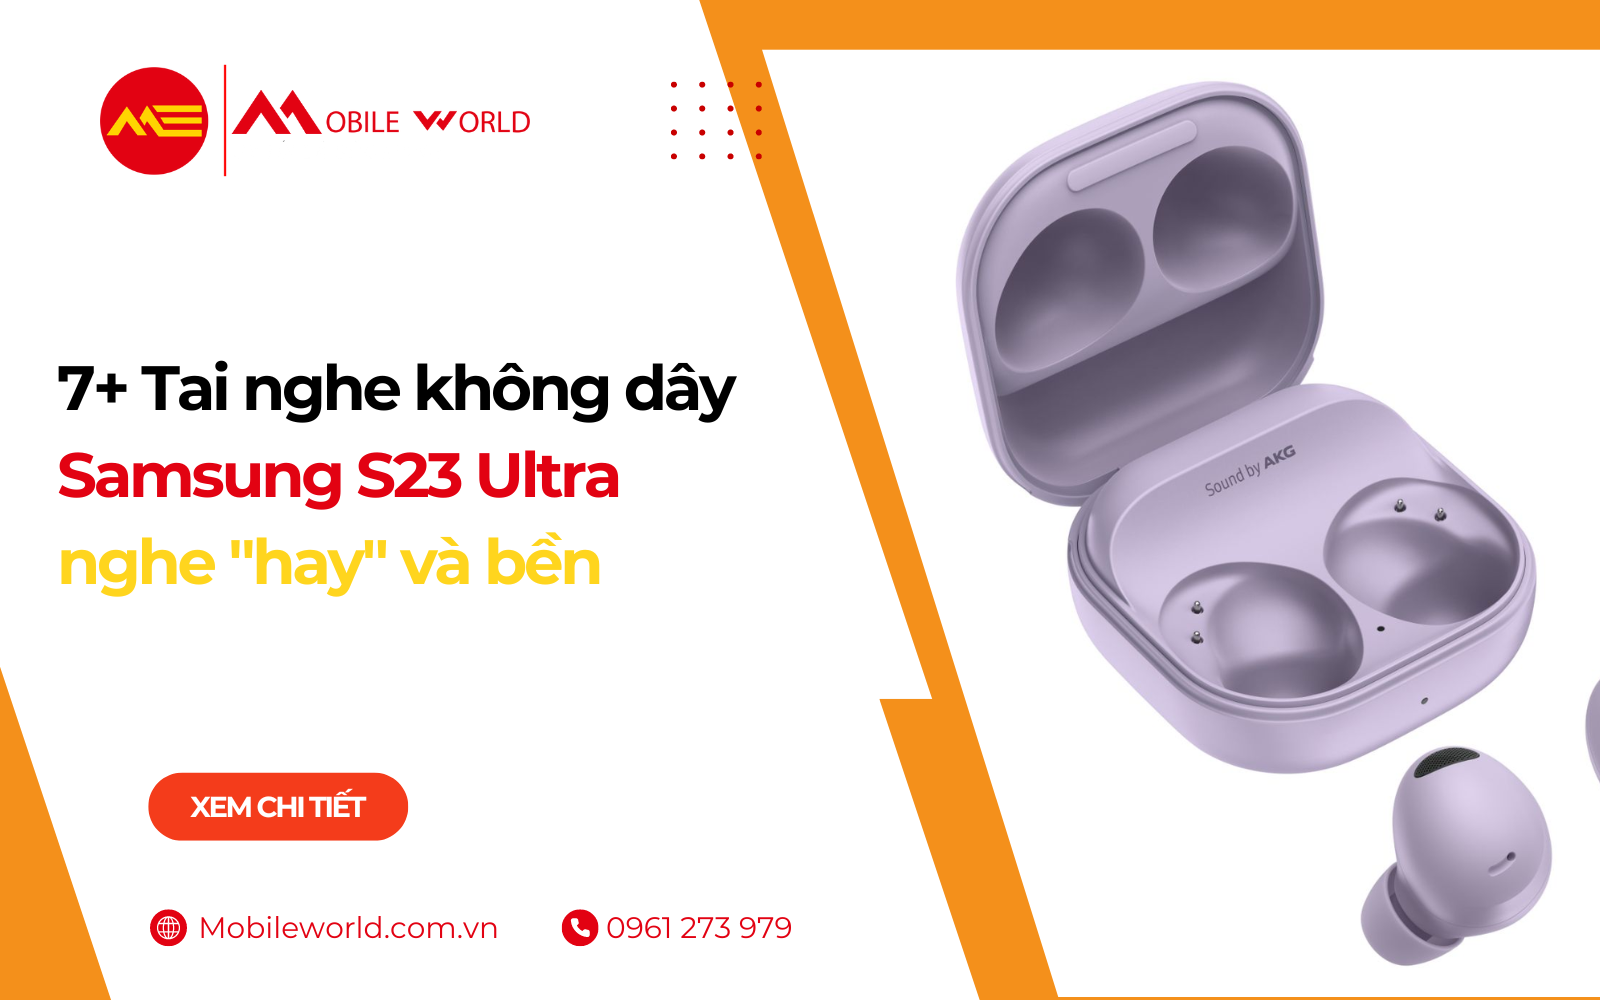 ME
MOBILE WORLD
7+ Tai nghe không dây
Samsung S23 Ultra
nghe "hay" và bền
Sound by AKG
XEM CHI TIẾT
Mobileworld.com.vn
0961 273 979